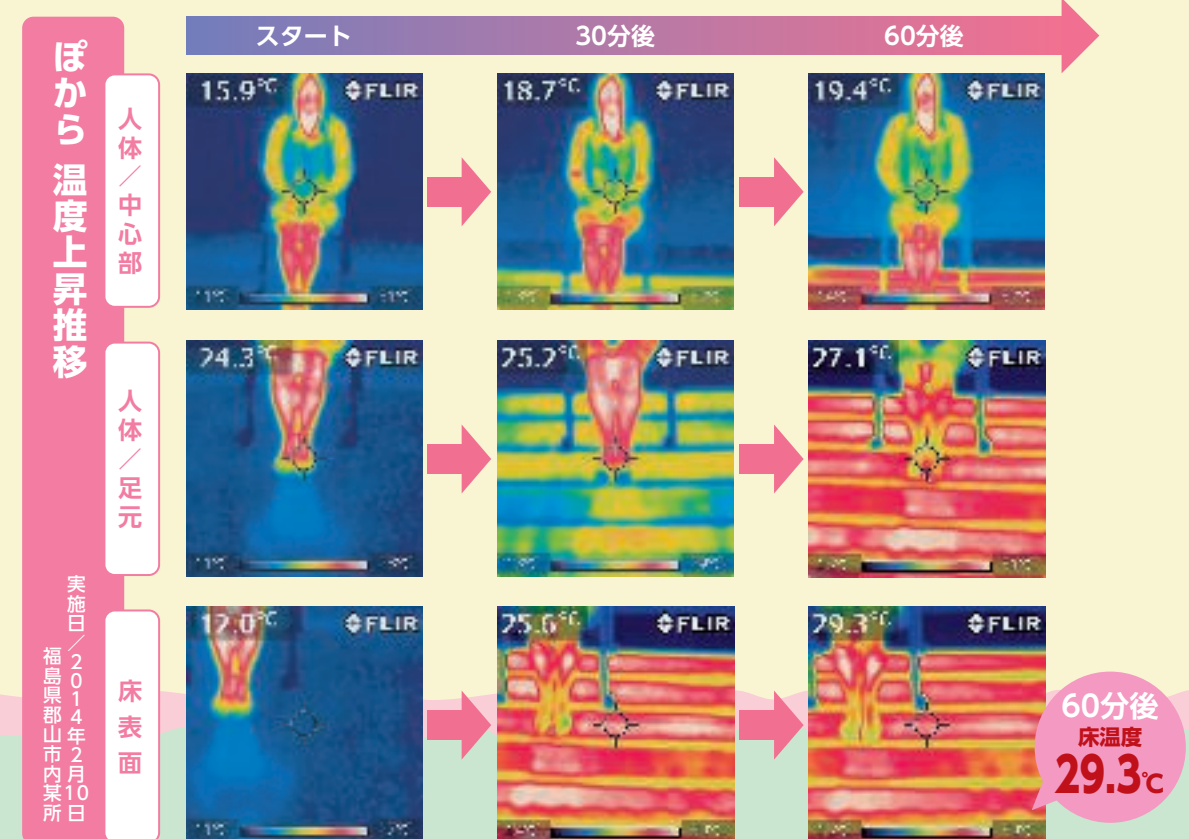 ぽから 温度上昇推移
実施日／2014年2月10日
福島県郡山市内某所
スタート
30分後
60分後
人体／中心部
15.9℃
FLIR
18.7℃
FLIR
19.4℃
FLIR
人体／足元
24.3℃
FLIR
25.2℃
FLIR
27.1℃
FLIR
床表面
12.0℃
FLIR
25.6℃
FLIR
29.3℃
FLIR
60分後
床温度
29.3℃